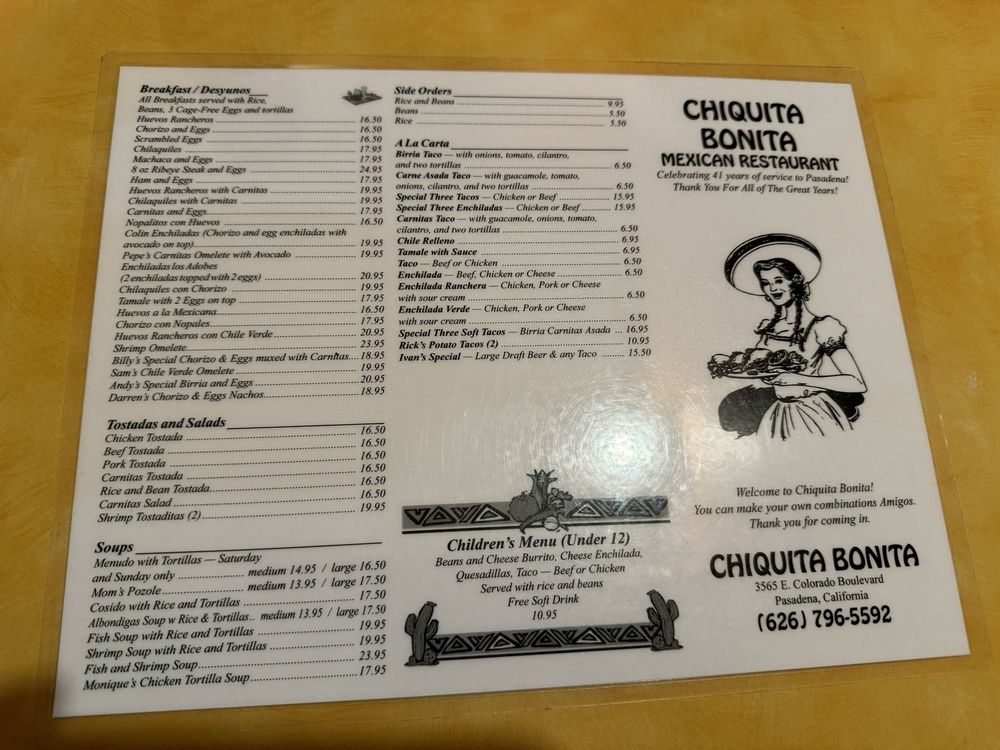 Breakfast / Desyunos
All Breakfasts served with Rice,
Beans, 3 Cage-Free Eggs and tortillas
Huevos Rancheros 16.50
Chorizo and Eggs 16.50
Scrambled Eggs 16.50
Chilaquiles 17.95
Machaca and Eggs 17.95
8 oz Ribeye Steak and Eggs 24.95
Ham and Eggs 17.95
Huevos Rancheros with Carnitas 19.95
Chilaquiles with Carnitas 19.95
Carnitas and Eggs 17.95
Nopalitos con Huevos 16.50
Colin Enchiladas (Chorizo and egg enchiladas with
avocado on top) 19.95
Pepe's Carnitas Omelete with Avocado 19.95
Enchiladas los Adobes
(2 enchiladas topped with 2 eggs) 20.95
Chilaquiles con Chorizo 19.95
Tamale with 2 Eggs on top 17.95
Huevos a la Mexicana 16.50
Chorizo con Nopales 17.95
Huevos Rancheros con Chile Verde 20.95
Shrimp Omelete 23.95
Billy's Special Chorizo & Eggs muxed with Carnitas 18.95
Sam's Chile Verde Omelete 19.95
Andy's Special Birria and Eggs 20.95
Darren's Chorizo & Eggs Nachos 18.95
Tostadas and Salads
Chicken Tostada 16.50
Beef Tostada 16.50
Pork Tostada 16.50
Carnitas Tostada 16.50
Rice and Bean Tostada 16.50
Carnitas Salad 16.50
Shrimp Tostaditas (2) 19.95
Soups
Menudo with Tortillas — Saturday
and Sunday only medium 14.95 / large 16.50
Mom's Pozole medium 13.95 / large 17.50
Cosido with Rice and Tortillas 17.50
Albondigas Soup w Rice & Tortillas medium 13.95 / large 17.50
Fish Soup with Rice and Tortillas 19.95
Shrimp Soup with Rice and Tortillas 19.95
Fish and Shrimp Soup 23.95
Monique's Chicken Tortilla Soup 17.95
Side Orders
Rice and Beans 9.95
Beans 5.50
Rice 5.50
A La Carta
Birria Taco — with onions, tomato, cilantro,
and two tortillas 6.50
Carne Asada Taco — with guacamole, tomato,
onions, cilantro, and two tortillas 6.50
Special Three Tacos — Chicken or Beef 15.95
Special Three Enchiladas — Chicken or Beef 15.95
Carnitas Taco — with guacamole, onions, tomato,
cilantro, and two tortillas 6.50
Chile Relleno 6.95
Tamale with Sauce 6.95
Taco — Beef or Chicken 6.50
Enchilada — Beef, Chicken or Cheese 6.50
Enchilada Ranchera — Chicken, Pork or Cheese
with sour cream 6.50
Enchilada Verde — Chicken, Pork or Cheese
with sour cream 6.50
Special Three Soft Tacos — Birria Carnitas Asada 16.95
Rick's Potato Tacos (2) 10.95
Ivan's Special — Large Draft Beer & any Taco 15.50
Children's Menu (Under 12)
Beans and Cheese Burrito, Cheese Enchilada,
Quesadillas, Taco — Beef or Chicken
Served with rice and beans
Free Soft Drink
10.95
CHIQUITA
BONITA
MEXICAN RESTAURANT
Celebrating 41 years of service to Pasadena!
Thank You For All of The Great Years!
Welcome to Chiquita Bonita!
You can make your own combinations Amigos.
Thank you for coming in.
CHIQUITA BONITA
3565 E. Colorado Boulevard
Pasadena, California
(626) 796-5592